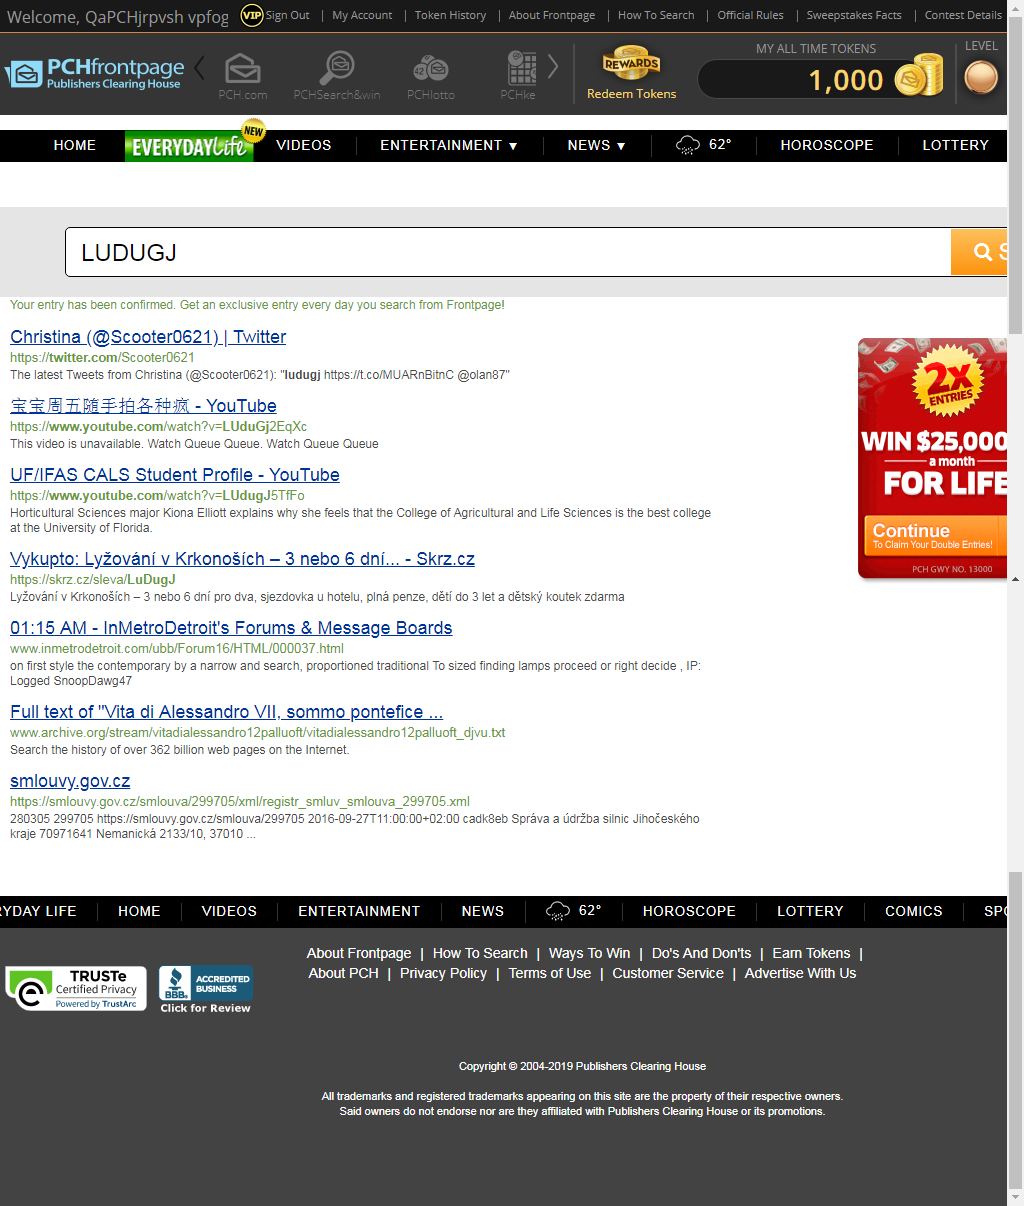 Welcome, QaPCHjrpvsh vpfog
VIP Sign Out | My Account | Token History | About Frontpage | How To Search | Official Rules | Sweepstakes Facts | Contest Details
PCHfrontpage
Publishers Clearing House
PCH.com
PCHSearch&win
42
PCHlotto
PCHke
REWARDS
Redeem Tokens
MY ALL TIME TOKENS
1,000
LEVEL
HOME
EVERYDAY Life
NEW
VIDEOS
ENTERTAINMENT ▼
NEWS ▼
62°
HOROSCOPE
LOTTERY
LUDUGJ
S
Your entry has been confirmed. Get an exclusive entry every day you search from Frontpage!
Christina (@Scooter0621) | Twitter
https://twitter.com/Scooter0621
The latest Tweets from Christina (@Scooter0621): "ludugj https://t.co/MUARnBitnC @olan87"
宝宝周五随手拍各种疯 - YouTube
https://www.youtube.com/watch?v=LUduGj2EqXc
This video is unavailable. Watch Queue Queue. Watch Queue Queue
UF/IFAS CALS Student Profile - YouTube
https://www.youtube.com/watch?v=LUdugJ5TfFo
Horticultural Sciences major Kiona Elliott explains why she feels that the College of Agricultural and Life Sciences is the best college
at the University of Florida.
Vykupto: Lyžování v Krkonoších – 3 nebo 6 dní... - Skrz.cz
https://skrz.cz/sleva/LuDugJ
Lyžování v Krkonoších – 3 nebo 6 dní pro dva, sjezdovka u hotelu, plná penze, dětí do 3 let a dětský koutek zdarma
01:15 AM - InMetroDetroit's Forums & Message Boards
www.inmetrodetroit.com/ubb/Forum16/HTML/000037.html
on first style the contemporary by a narrow and search, proportioned traditional To sized finding lamps proceed or right decide , IP:
Logged SnoopDawg47
Full text of "Vita di Alessandro VII, sommo pontefice ...
www.archive.org/stream/vitadialessandro12palluoft/vitadialessandro12palluoft_djvu.txt
Search the history of over 362 billion web pages on the Internet.
smlouvy.gov.cz
https://smlouvy.gov.cz/smlouva/299705/xml/registr_smluv_smlouva_299705.xml
280305 299705 https://smlouvy.gov.cz/smlouva/299705 2016-09-27T11:00:00+02:00 cadk8eb Správa a údržba silnic Jihočeského
kraje 70971641 Nemanická 2133/10, 37010 ...
2X
ENTRIES
WIN $25,000
a month
FOR LIFE
Continue
To Claim Your Double Entries!
PCH GWY NO. 13000
RYDAY LIFE | HOME | VIDEOS | ENTERTAINMENT | NEWS | 62° | HOROSCOPE | LOTTERY | COMICS | SPO
About Frontpage | How To Search | Ways To Win | Do's And Don'ts | Earn Tokens |
About PCH | Privacy Policy | Terms of Use | Customer Service | Advertise With Us
TRUSTe
Certified Privacy
Powered by TrustArc
BBB.
ACCREDITED
BUSINESS
Click for Review
Copyright © 2004-2019 Publishers Clearing House
All trademarks and registered trademarks appearing on this site are the property of their respective owners.
Said owners do not endorse nor are they affiliated with Publishers Clearing House or its promotions.